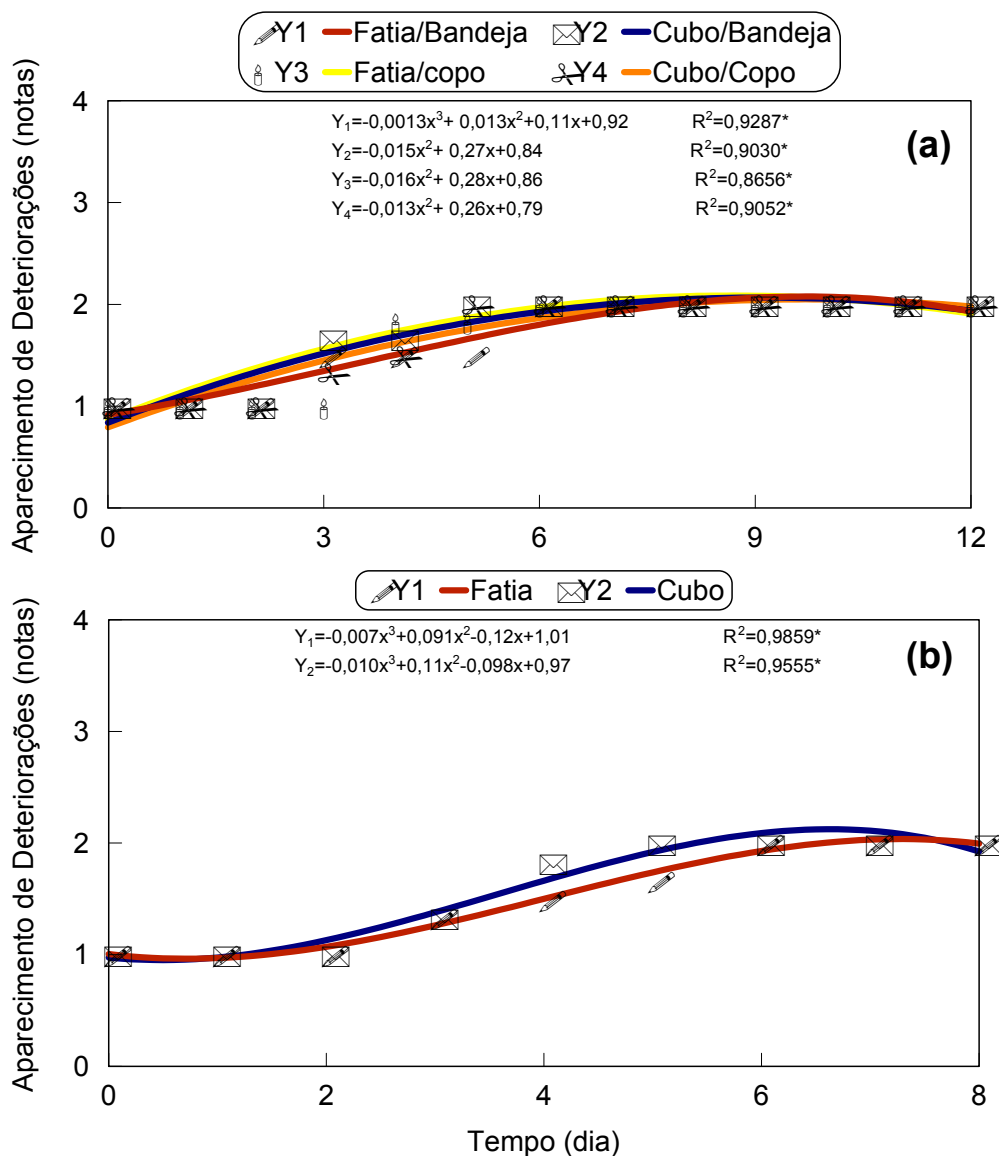 Y1 Fatia/Bandeja Y2 Cubo/Bandeja
Y3 Fatia/copo Y4 Cubo/Copo
Aparecimento de Deteriorações (notas)
4
3
2
1
0
Y₁=-0,0013x³+ 0,013x²+0,11x+0,92 R²=0,9287*
Y₂=-0,015x²+ 0,27x+0,84 R²=0,9030*
Y₃=-0,016x²+ 0,28x+0,86 R²=0,8656*
Y₄=-0,013x²+ 0,26x+0,79 R²=0,9052*
(a)
0 3 6 9 12
Y1 Fatia Y2 Cubo
Aparecimento de Deteriorações (notas)
4
3
2
1
0
Y₁=-0,007x³+0,091x²-0,12x+1,01 R²=0,9859*
Y₂=-0,010x³+0,11x²-0,098x+0,97 R²=0,9555*
(b)
0 2 4 6 8
Tempo (dia)